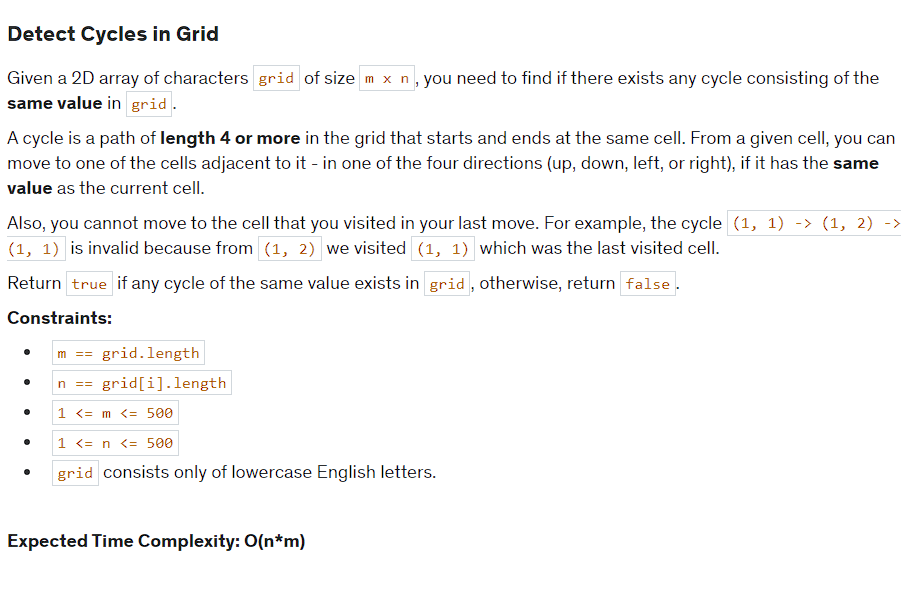 Detect Cycles in Grid
Given a 2D array of characters grid of size m x n, you need to find if there exists any cycle consisting of the
same value in grid.
A cycle is a path of length 4 or more in the grid that starts and ends at the same cell. From a given cell, you can
move to one of the cells adjacent to it - in one of the four directions (up, down, left, or right), if it has the same
value as the current cell.
Also, you cannot move to the cell that you visited in your last move. For example, the cycle (1, 1) -> (1, 2) ->
(1, 1) is invalid because from (1, 2) we visited (1, 1) which was the last visited cell.
Return true if any cycle of the same value exists in grid, otherwise, return false.
Constraints:
• m == grid.length
• n == grid[i].length
• 1 <= m <= 500
• 1 <= n <= 500
• grid consists only of lowercase English letters.
Expected Time Complexity: O(n*m)